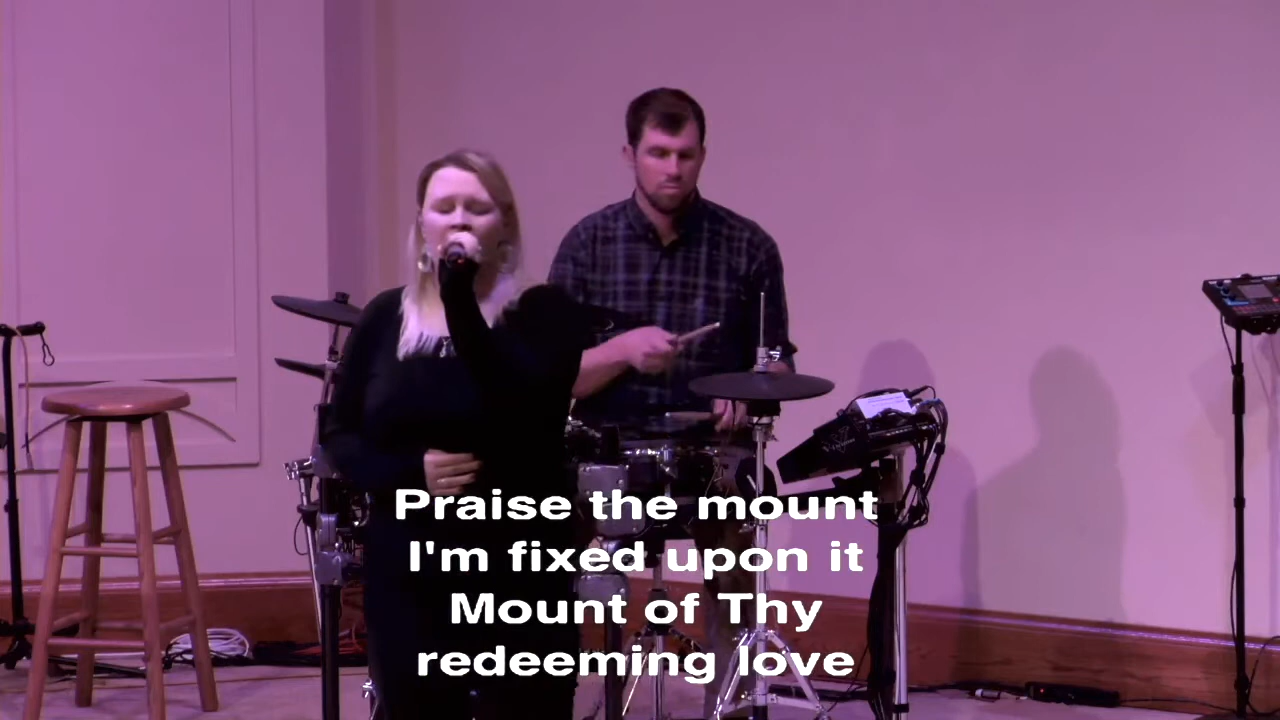 Praise the mount
I'm fixed upon it
Mount of Thy
redeeming love